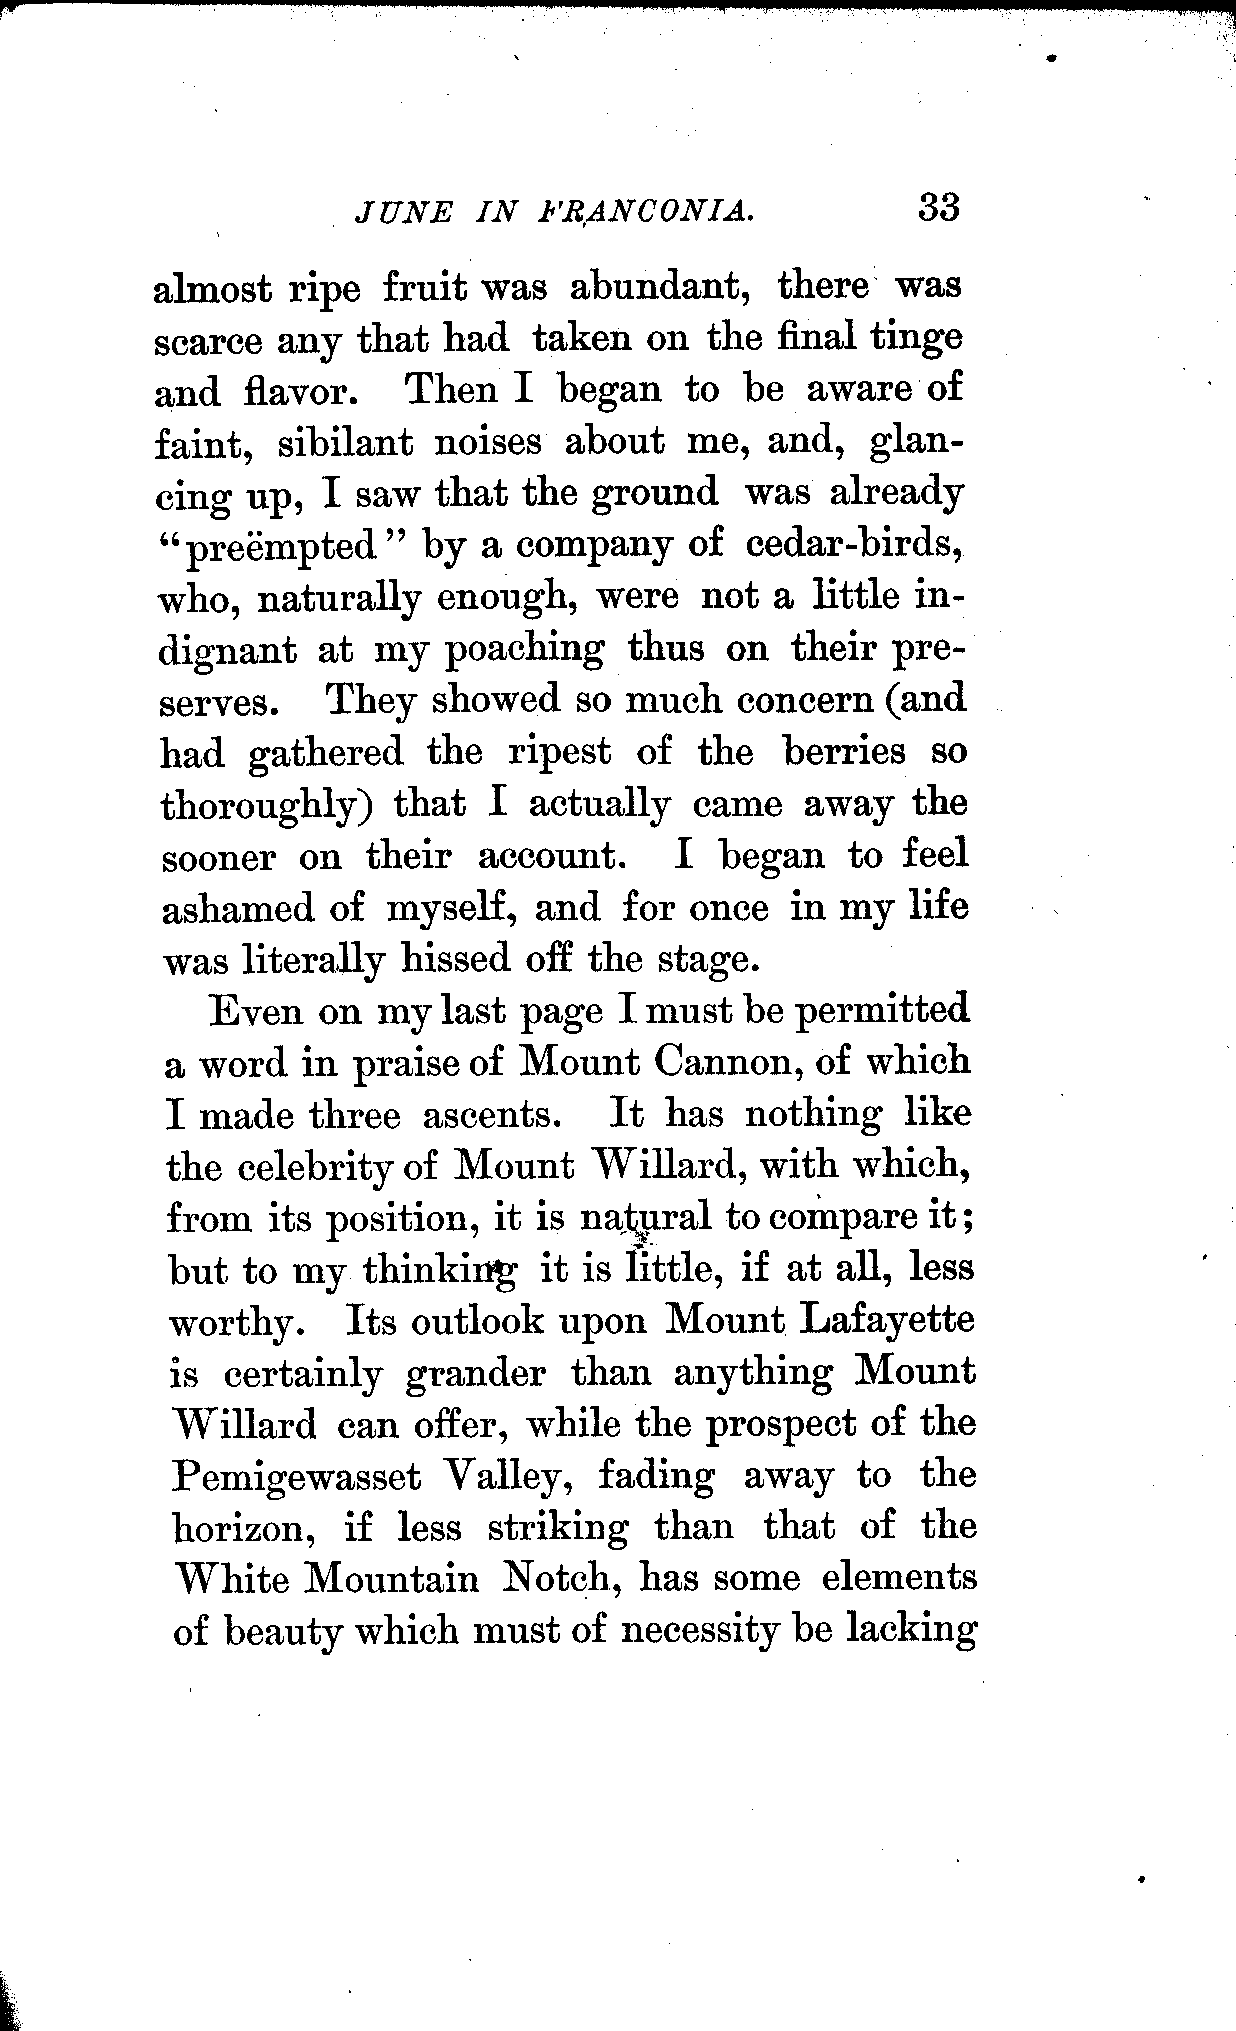 JUNE IN FRANCONIA. 33
almost ripe fruit was abundant, there was
scarce any that had taken on the final tinge
and flavor. Then I began to be aware of
faint, sibilant noises about me, and, glan-
cing up, I saw that the ground was already
“preëmpted” by a company of cedar-birds,
who, naturally enough, were not a little in-
dignant at my poaching thus on their pre-
serves. They showed so much concern (and
had gathered the ripest of the berries so
thoroughly) that I actually came away the
sooner on their account. I began to feel
ashamed of myself, and for once in my life
was literally hissed off the stage.
Even on my last page I must be permitted
a word in praise of Mount Cannon, of which
I made three ascents. It has nothing like
the celebrity of Mount Willard, with which,
from its position, it is natural to compare it;
but to my thinking it is little, if at all, less
worthy. Its outlook upon Mount Lafayette
is certainly grander than anything Mount
Willard can offer, while the prospect of the
Pemigewasset Valley, fading away to the
horizon, if less striking than that of the
White Mountain Notch, has some elements
of beauty which must of necessity be lacking